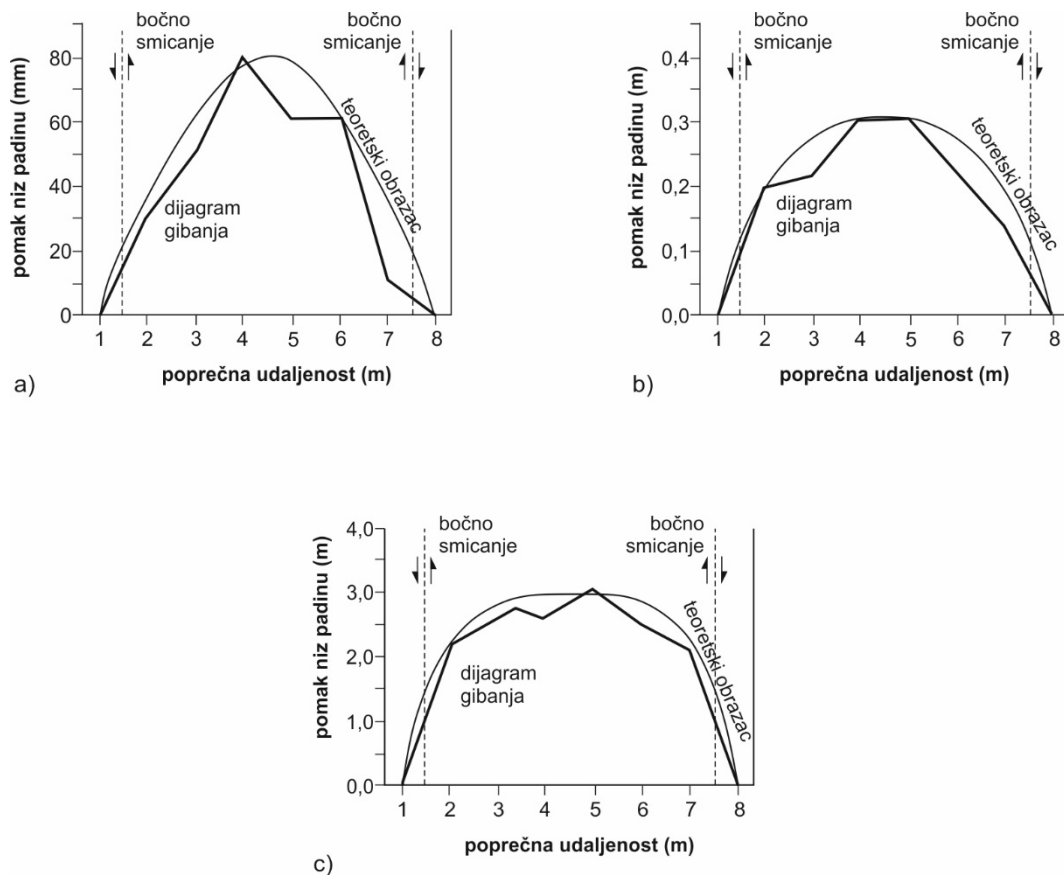 bočno
smicanje
bočno
smicanje
pomak niz padinu (mm)
80
60
40
20
0
teoretski obrazac
dijagram
gibanja
1 2 3 4 5 6 7 8
poprečna udaljenost (m)
a)
bočno
smicanje
bočno
smicanje
pomak niz padinu (m)
0,4
0,3
0,2
0,1
0,0
teoretski obrazac
dijagram
gibanja
1 2 3 4 5 6 7 8
poprečna udaljenost (m)
b)
bočno
smicanje
bočno
smicanje
pomak niz padinu (m)
4,0
3,0
2,0
1,0
0,0
teoretski obrazac
dijagram
gibanja
1 2 3 4 5 6 7 8
poprečna udaljenost (m)
c)